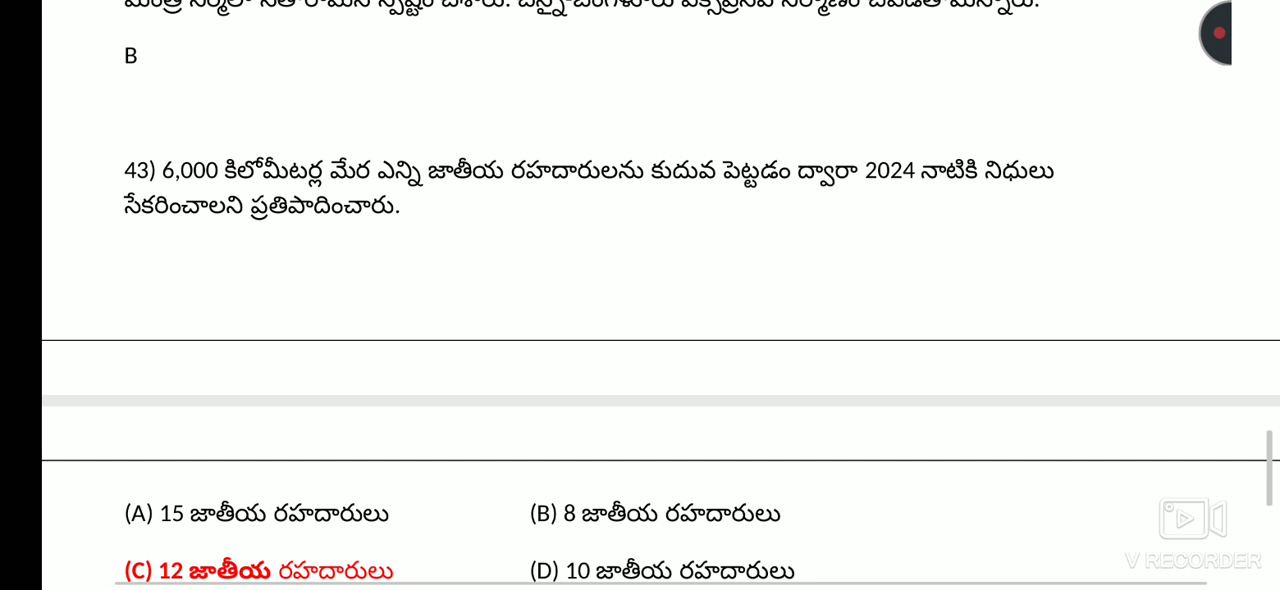 B
43) 6,000 కిలోమీటర్ల మేర ఎన్ని జాతీయ రహదారులను కుదువ పెట్టడం ద్వారా 2024 నాటికి నిధులు
సేకరించాలని ప్రతిపాదించారు.
(A) 15 జాతీయ రహదారులు (B) 8 జాతీయ రహదారులు
(C) 12 జాతీయ రహదారులు (D) 10 జాతీయ రహదారులు
V RECORDER